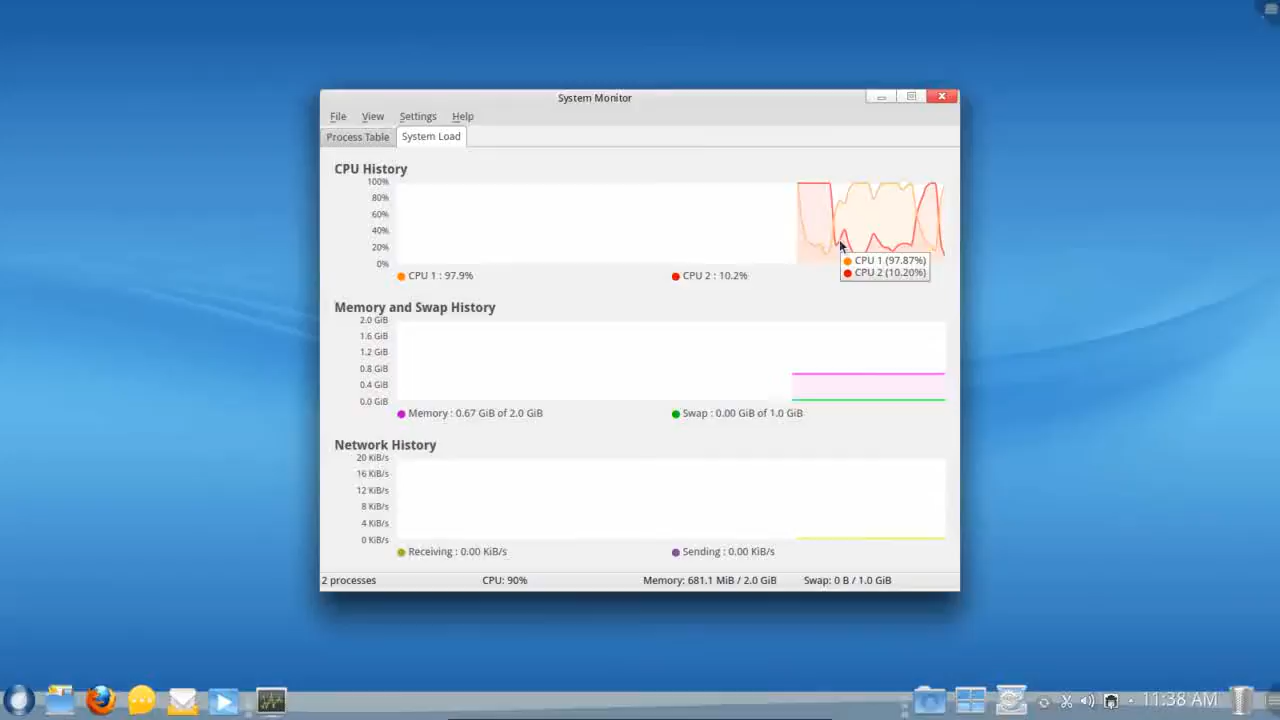 System Monitor
File View Settings Help
Process Table System Load
CPU History
100%
80%
60%
40%
20%
0%
CPU 1 (97.87%)
CPU 2 (10.20%)
CPU 1 : 97.9% CPU 2 : 10.2%
Memory and Swap History
2.0 GiB
1.6 GiB
1.2 GiB
0.8 GiB
0.4 GiB
0.0 GiB
Memory : 0.67 GiB of 2.0 GiB Swap : 0.00 GiB of 1.0 GiB
Network History
20 KiB/s
16 KiB/s
12 KiB/s
8 KiB/s
4 KiB/s
0 KiB/s
Receiving : 0.00 KiB/s Sending : 0.00 KiB/s
2 processes CPU: 90% Memory: 681.1 MiB / 2.0 GiB Swap: 0 B / 1.0 GiB
11:38 AM